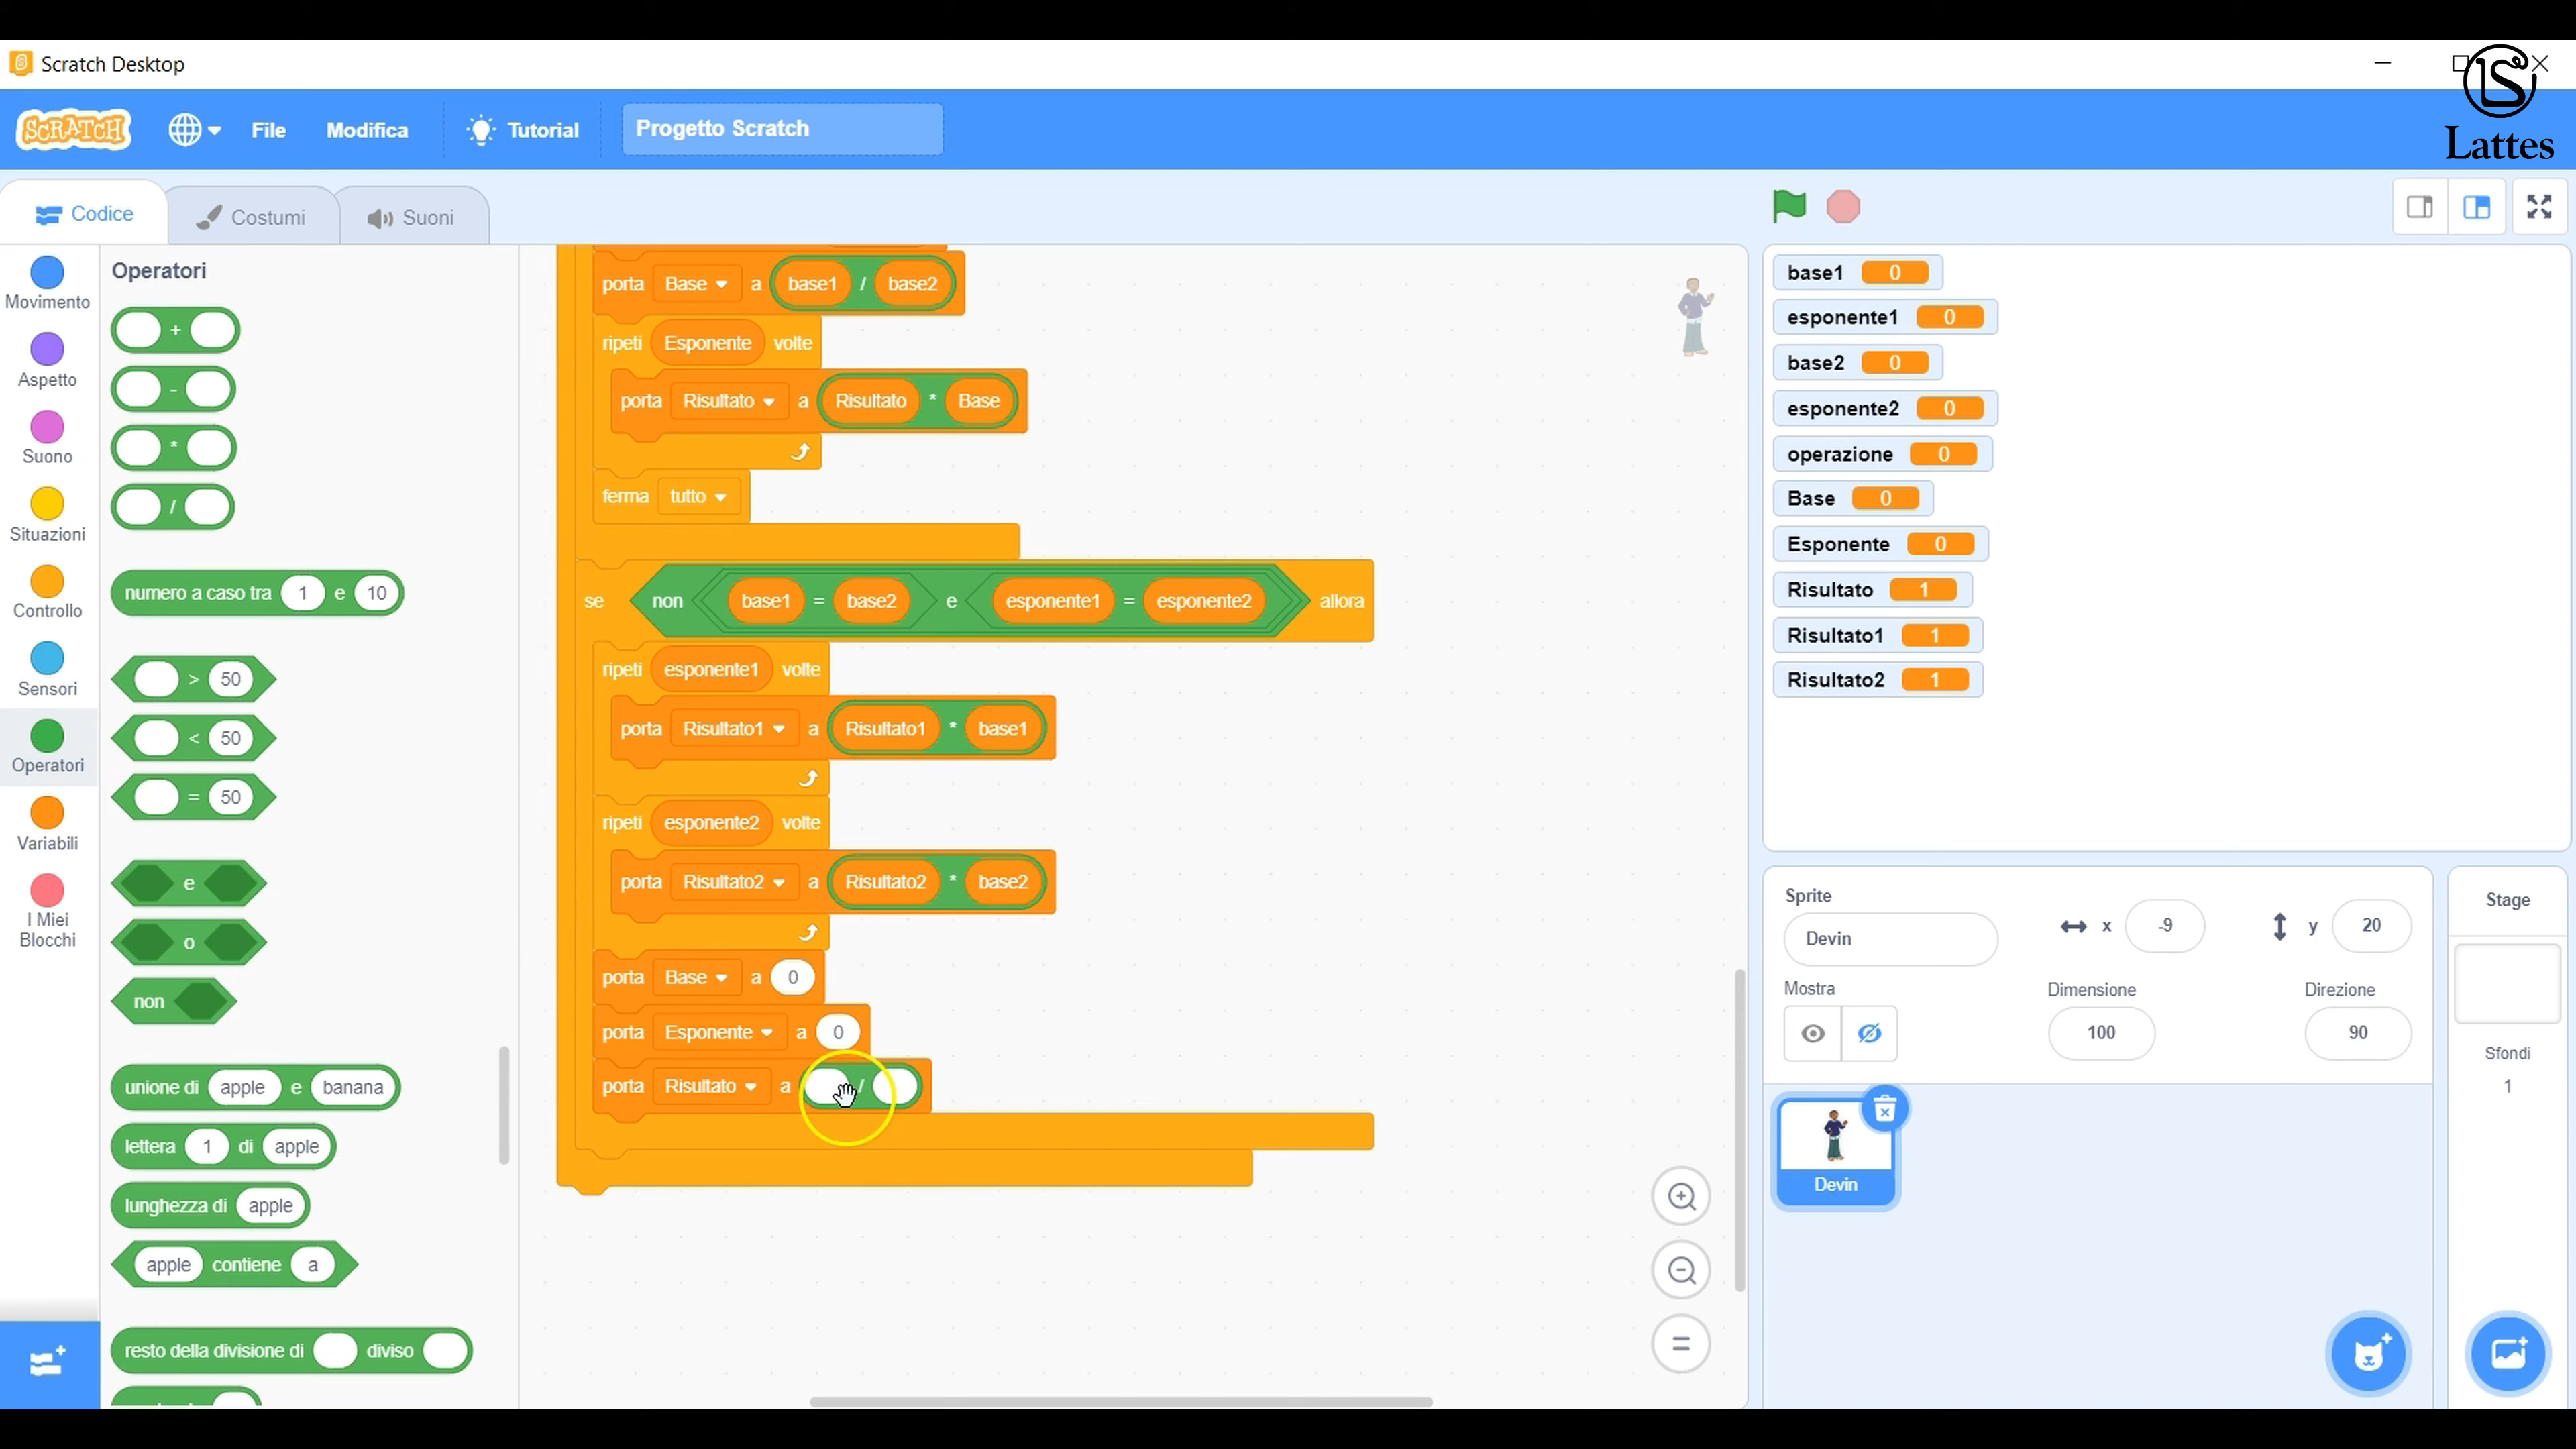 Scratch Desktop
LS
Lattes
SCRATCH
File
Modifica
Tutorial
Progetto Scratch
Codice
Costumi
Suoni
Movimento
Aspetto
Suono
Situazioni
Controllo
Sensori
Operatori
Variabili
I Miei
Blocchi
Operatori
+
-
*
/
numero a caso tra 1 e 10
> 50
< 50
= 50
e
o
non
unione di apple e banana
lettera 1 di apple
lunghezza di apple
apple contiene a
resto della divisione di diviso
porta Base a base1 / base2
ripeti Esponente volte
porta Risultato a Risultato * Base
ferma tutto
se non base1 = base2 e esponente1 = esponente2 allora
ripeti esponente1 volte
porta Risultato1 a Risultato1 * base1
ripeti esponente2 volte
porta Risultato2 a Risultato2 * base2
porta Base a 0
porta Esponente a 0
porta Risultato a /
base1 0
esponente1 0
base2 0
esponente2 0
operazione 0
Base 0
Esponente 0
Risultato 1
Risultato1 1
Risultato2 1
Sprite
Devin
x -9
y 20
Mostra
Dimensione
100
Direzione
90
Devin
Stage
Sfondi
1